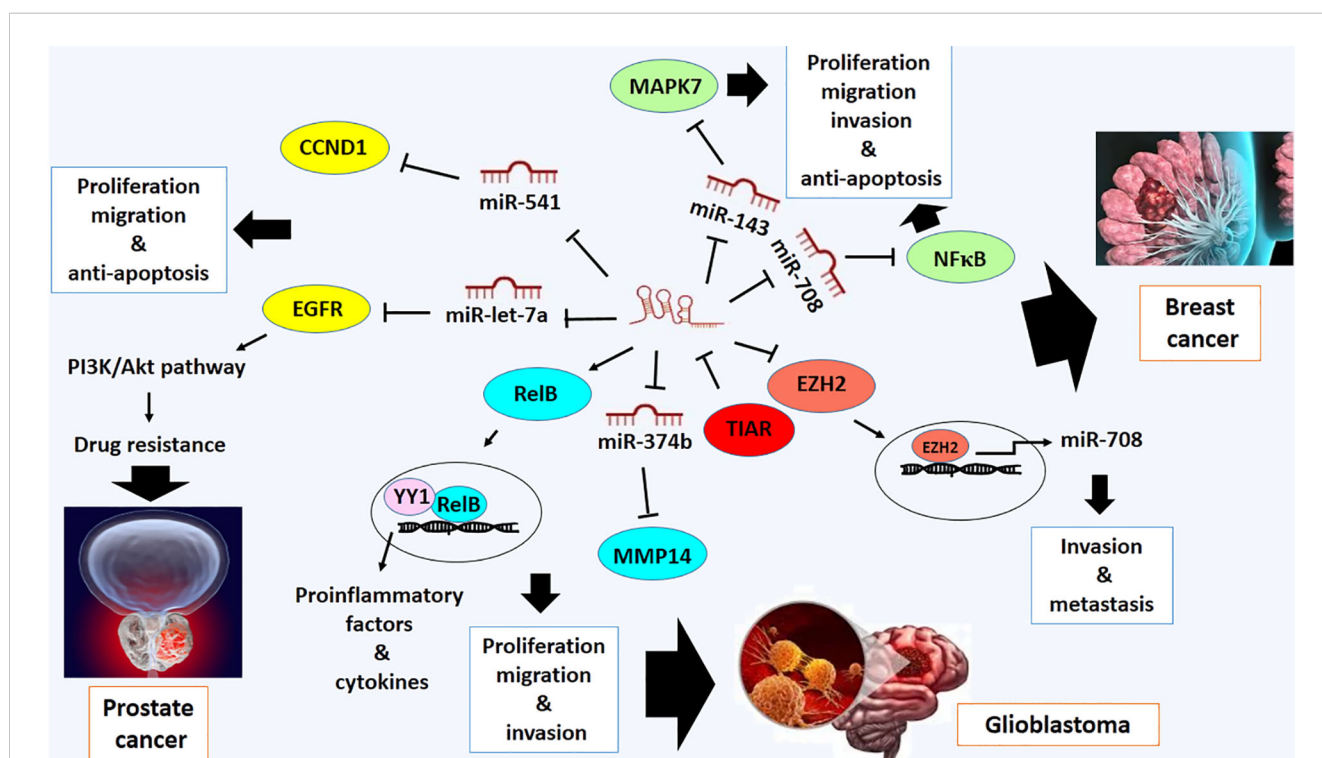 MAPK7
Proliferation
migration
invasion
&
anti-apoptosis
CCND1
Proliferation
migration
&
anti-apoptosis
miR-541
miR-143
miR-708
NFκB
Breast
cancer
EGFR
miR-let-7a
PI3K/Akt pathway
Drug resistance
RelB
miR-374b
TIAR
EZH2
EZH2
miR-708
YY1
RelB
MMP14
Invasion
&
metastasis
Proinflammatory
factors
&
cytokines
Proliferation
migration
&
invasion
Prostate
cancer
Glioblastoma